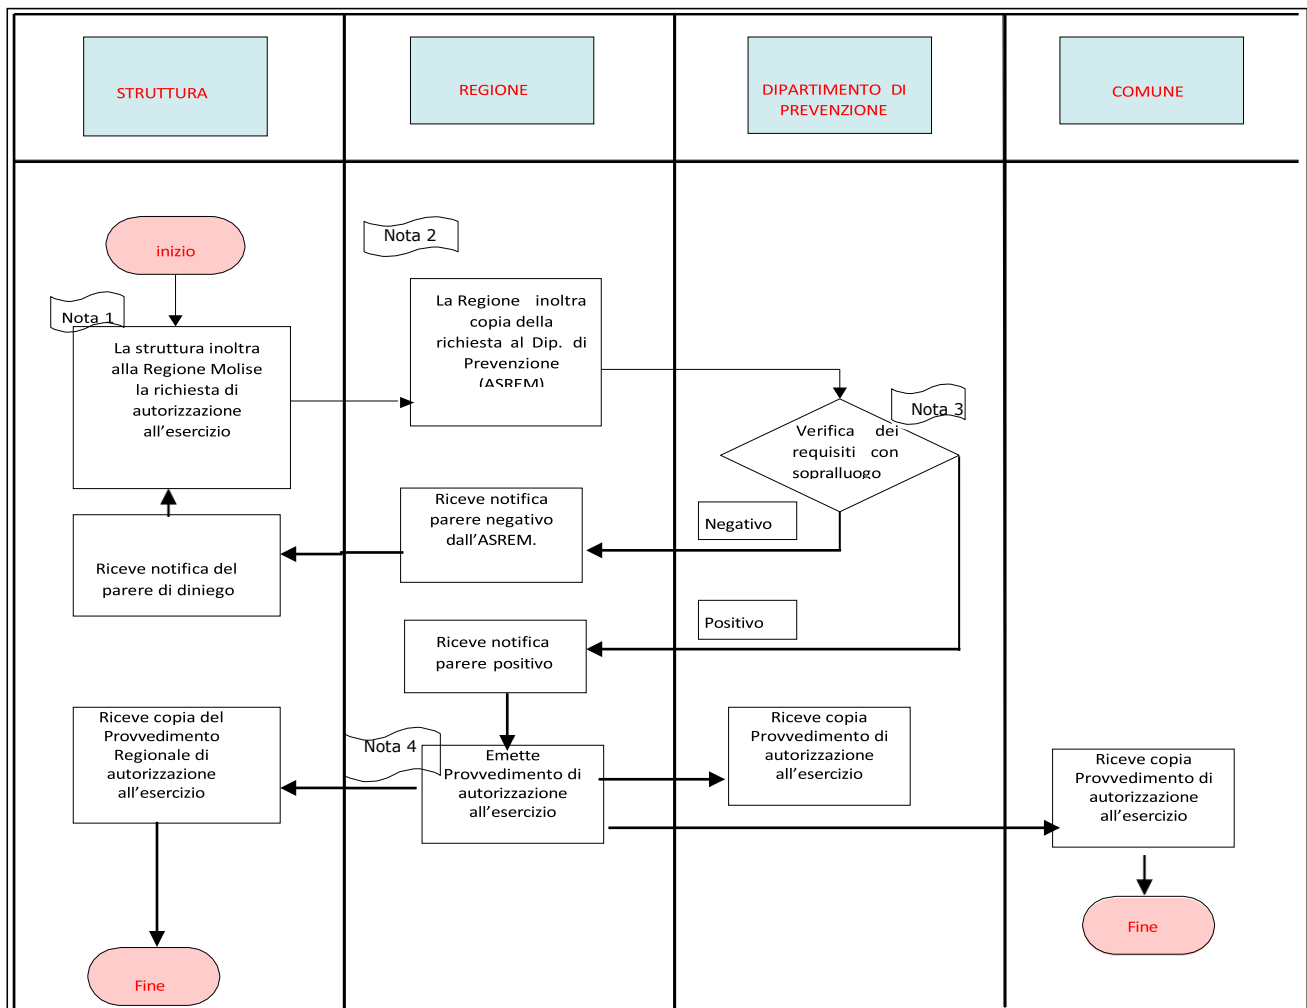 STRUTTURA
REGIONE
DIPARTIMENTO DI
PREVENZIONE
COMUNE
inizio
Nota 2
Nota 1
La struttura inoltra
alla Regione Molise
la richiesta di
autorizzazione
all’esercizio
La Regione inoltra
copia della
richiesta al Dip. di
Prevenzione
(ASREM)
Nota 3
Verifica dei
requisiti con
sopralluogo
Negativo
Riceve notifica
parere negativo
dall’ASREM.
Riceve notifica del
parere di diniego
Positivo
Riceve notifica
parere positivo
Riceve copia del
Provvedimento
Regionale di
autorizzazione
all’esercizio
Nota 4
Emette
Provvedimento di
autorizzazione
all’esercizio
Riceve copia
Provvedimento di
autorizzazione
all’esercizio
Riceve copia
Provvedimento di
autorizzazione
all’esercizio
Fine
Fine